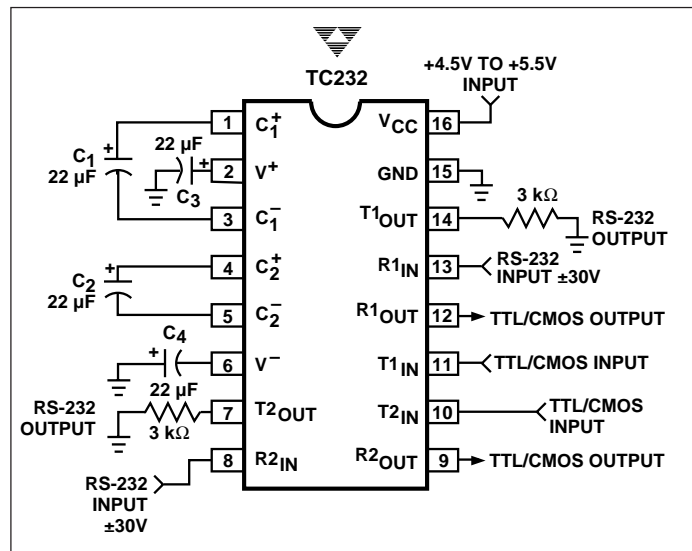 TC232
+4.5V TO +5.5V
INPUT
1
C1+
VCC
16
C1
22 µF
+
22 µF
+
C3
2
V+
GND
15
3
C1−
T1OUT
14
3 kΩ
RS-232
OUTPUT
4
C2+
R1IN
13
RS-232
INPUT ±30V
C2
22 µF
+
5
C2−
R1OUT
12
TTL/CMOS OUTPUT
C4
+
22 µF
6
V−
T1IN
11
TTL/CMOS INPUT
RS-232
OUTPUT
3 kΩ
7
T2OUT
T2IN
10
TTL/CMOS
INPUT
8
R2IN
R2OUT
9
TTL/CMOS OUTPUT
RS-232
INPUT
±30V